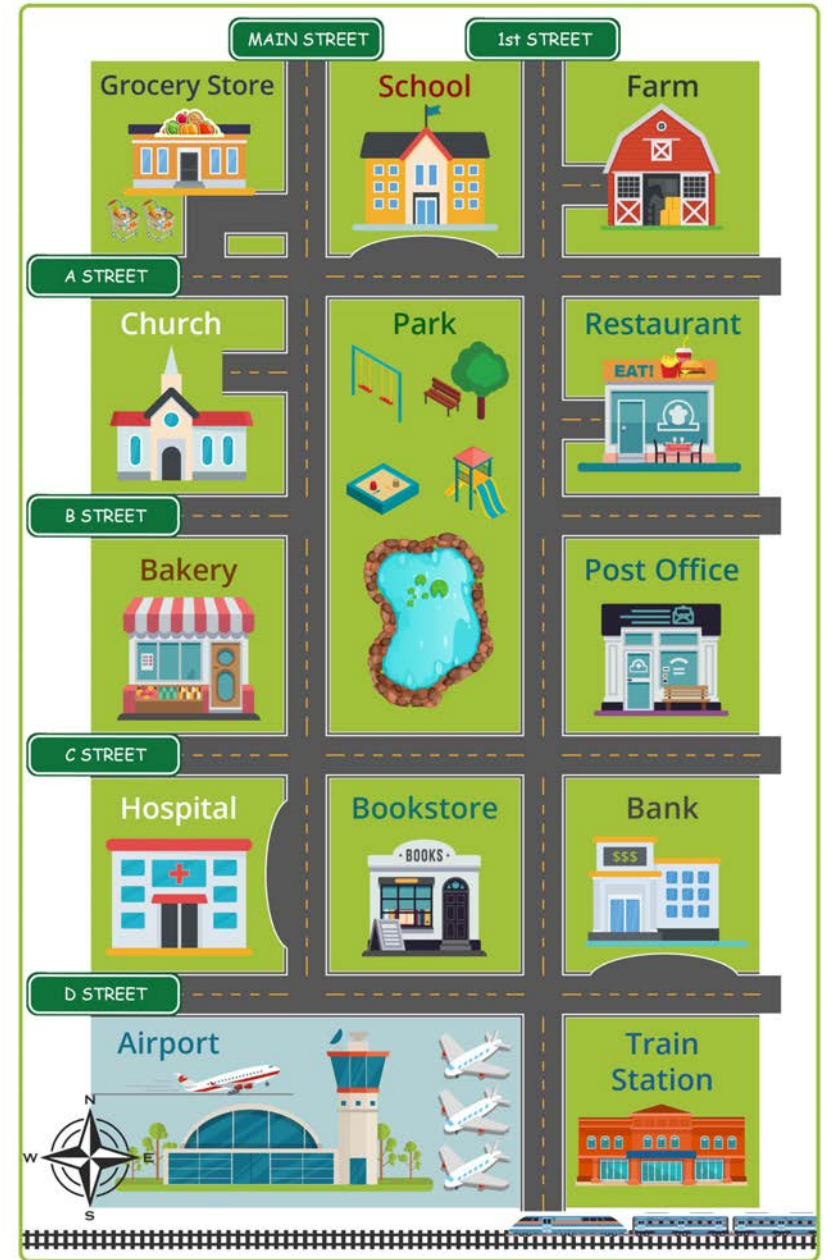 MAIN STREET
1st STREET
Grocery Store
School
Farm
A STREET
Church
Park
Restaurant
EAT!
B STREET
Bakery
Post Office
C STREET
Hospital
Bookstore
Bank
· BOOKS ·
$$$
D STREET
Airport
Train
Station
N
W
E
S